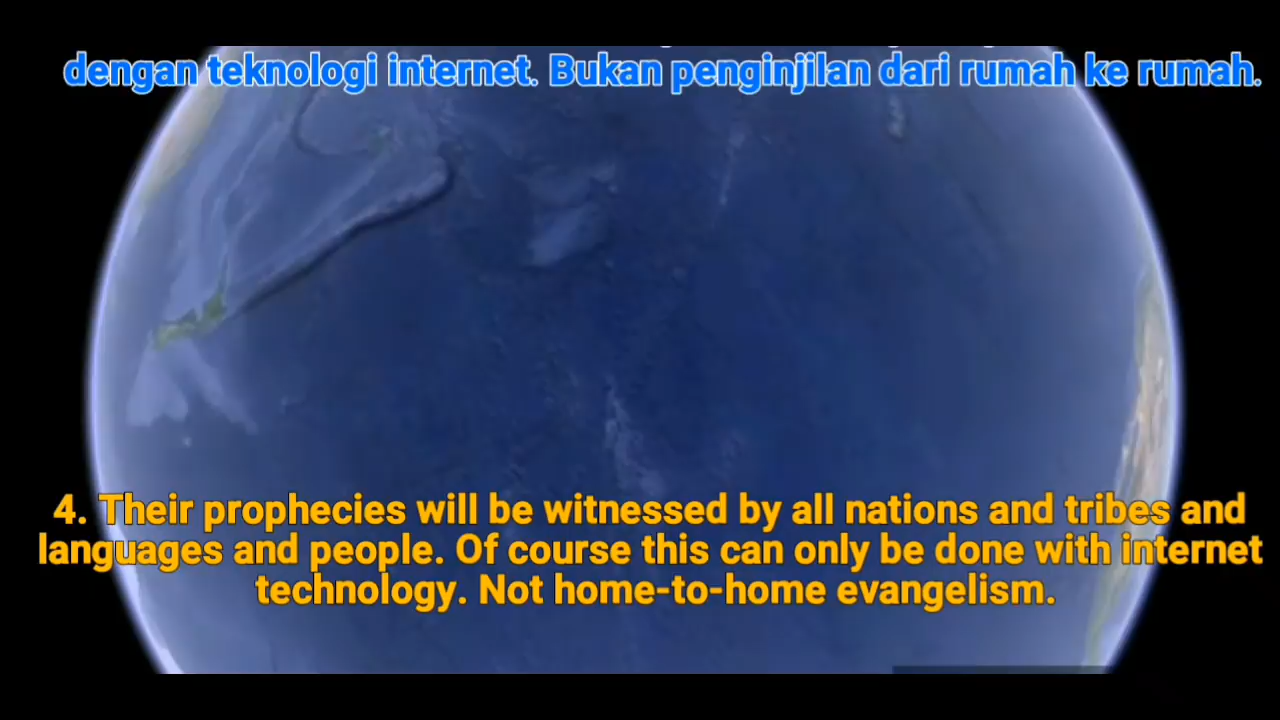 dengan teknologi internet. Bukan penginjilan dari rumah ke rumah.
4. Their prophecies will be witnessed by all nations and tribes and
languages and people. Of course this can only be done with internet
technology. Not home-to-home evangelism.